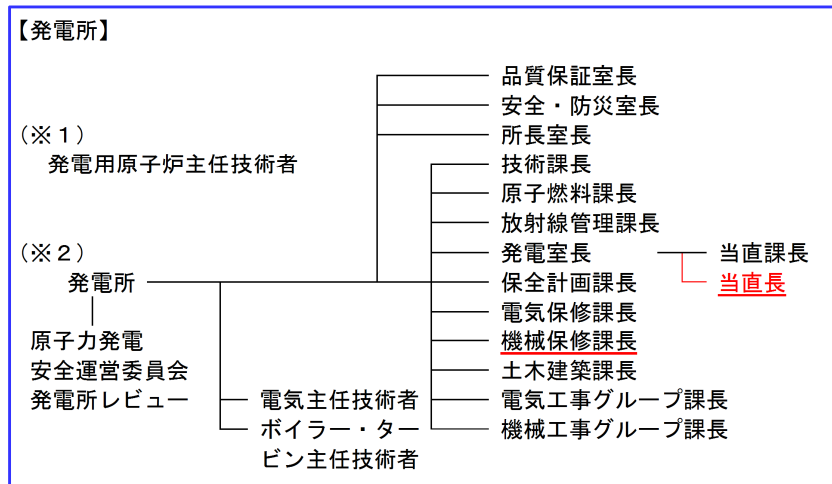 【発電所】
品質保証室長
安全・防災室長
(※1)
所長室長
発電用原子炉主任技術者
技術課長
原子燃料課長
放射線管理課長
(※2)
発電室長
当直課長
発電所
保全計画課長
当直長
電気保修課長
原子力発電
機械保修課長
安全運営委員会
土木建築課長
発電所レビュー
電気主任技術者
電気工事グループ課長
ボイラー・ター
機械工事グループ課長
ビン主任技術者